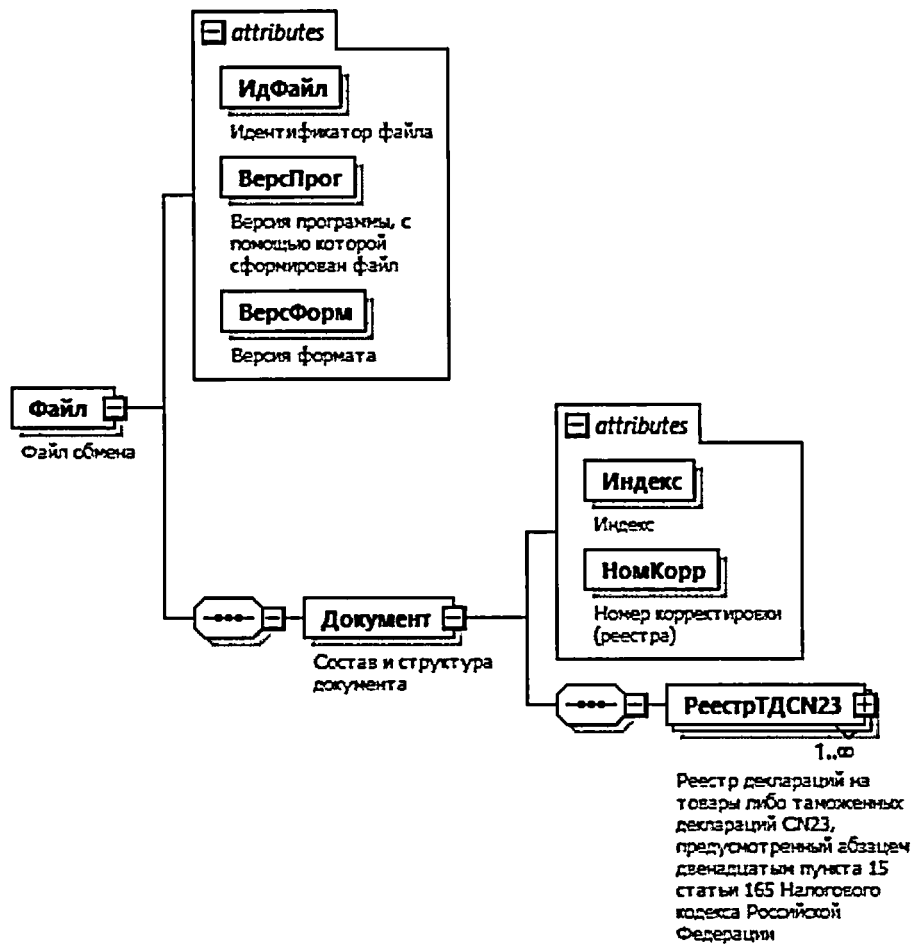 attributes
ИдФайл
Идентификатор файла
ВерсПрог
Версия программы, с
помощью которой
сформирован файл
ВерсФорм
Версия формата
Файл
Файл обмена
attributes
Индекс
Индекс
НомКорр
Номер корректировки
(реестра)
Документ
Состав и структура
документа
РеестрТДCN23
1..∞
Реестр деклараций на
товары либо таможенных
деклараций CN23,
предусмотренный абзацем
двенадцатым пункта 15
статьи 165 Налогового
кодекса Российской
Федерации